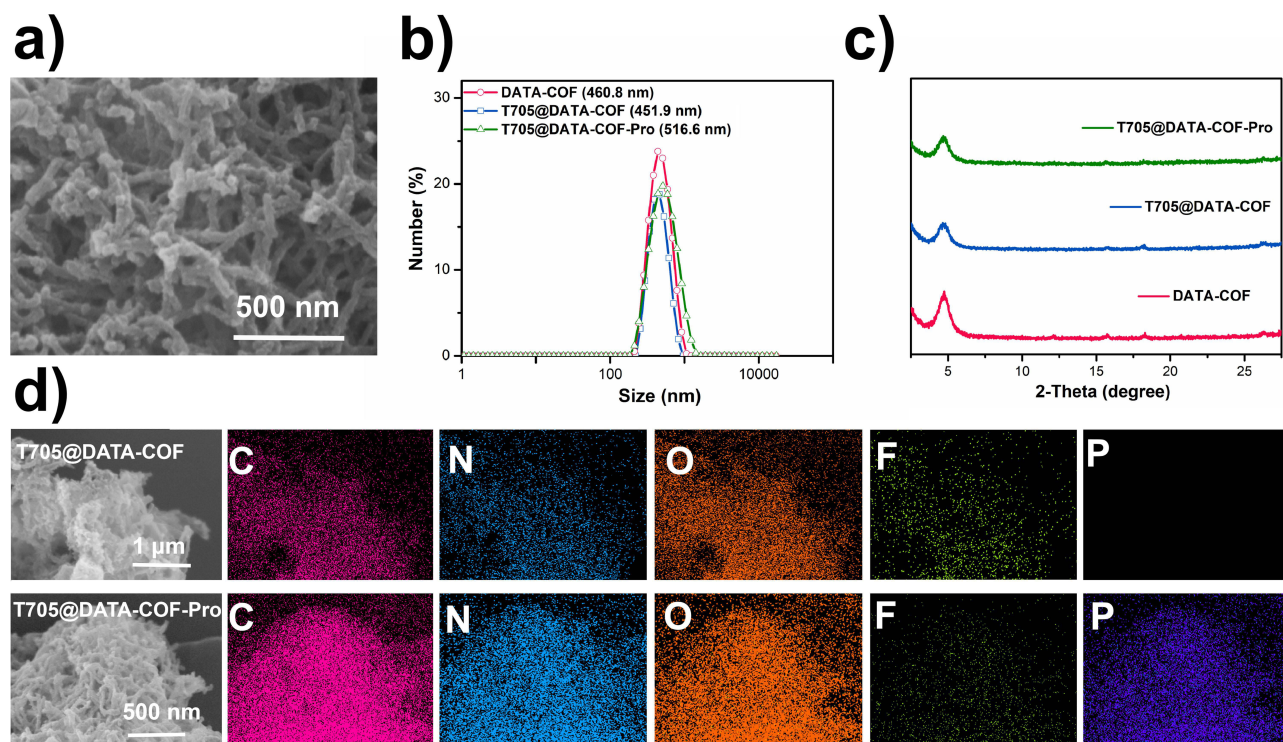 a)
500 nm
b)
DATA-COF (460.8 nm)
T705@DATA-COF (451.9 nm)
T705@DATA-COF-Pro (516.6 nm)
Number (%)
30
20
10
0
1
100
10000
Size (nm)
c)
T705@DATA-COF-Pro
T705@DATA-COF
DATA-COF
5
10
15
20
25
2-Theta (degree)
d)
T705@DATA-COF
1 µm
C
N
O
F
P
T705@DATA-COF-Pro
500 nm
C
N
O
F
P